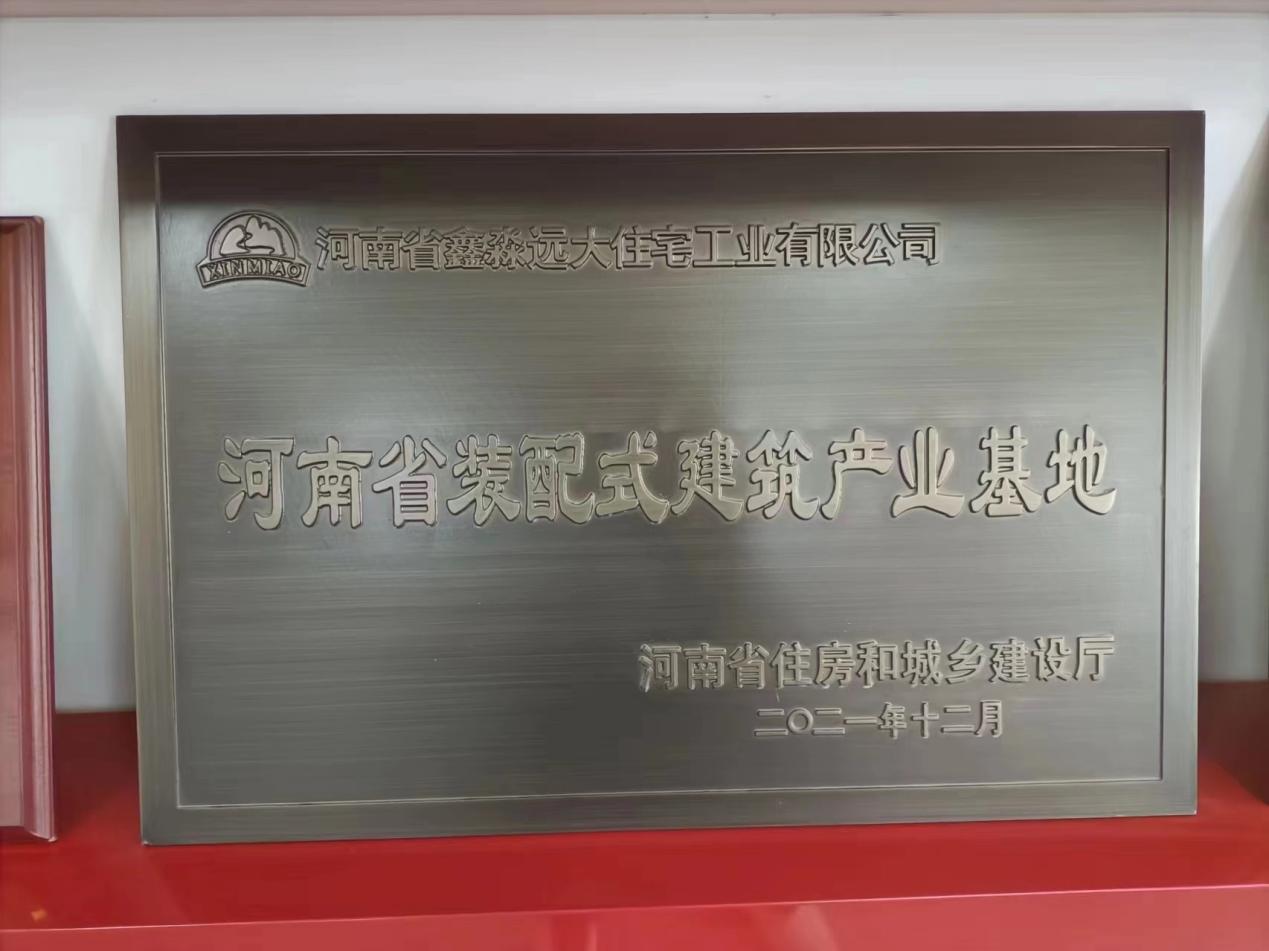 XINMIAO 河南省鑫淼远大住宅工业有限公司
河南省装配式建筑产业基地
河南省住房和城乡建设厅
二〇二一年十二月